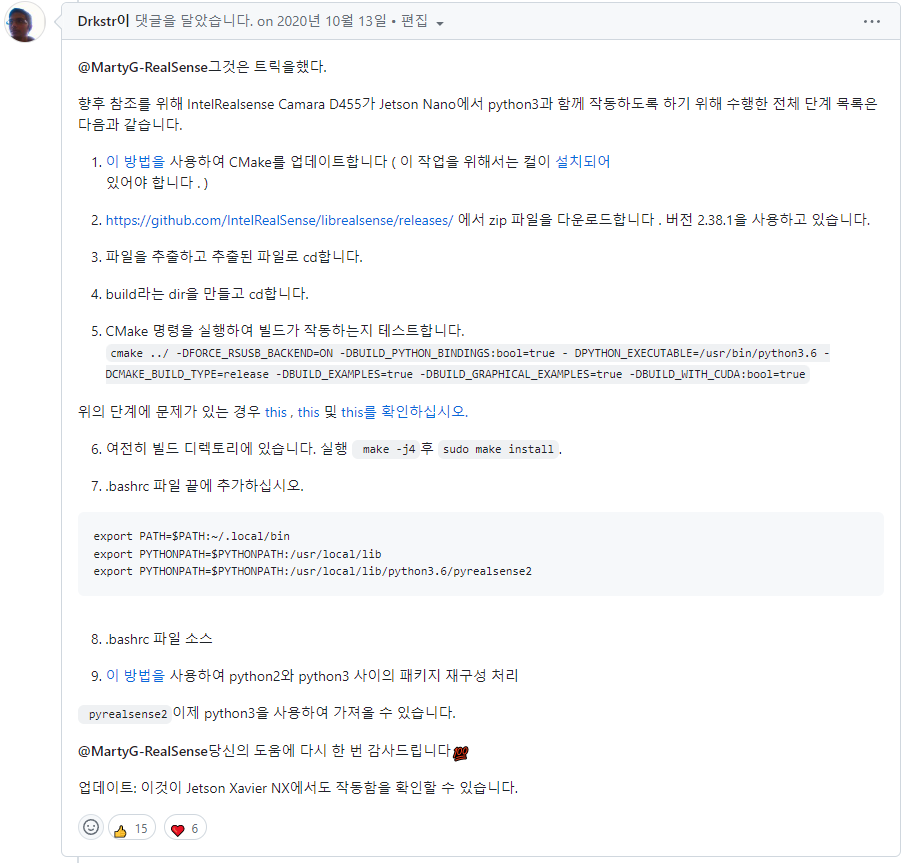 Drkstr이 댓글을 달았습니다. on 2020년 10월 13일 • 편집
@MartyG-RealSense그것은 트릭을했다.
향후 참조를 위해 IntelRealsense Camara D455가 Jetson Nano에서 python3과 함께 작동하도록 하기 위해 수행한 전체 단계 목록은
다음과 같습니다.
1. 이 방법을 사용하여 CMake를 업데이트합니다 ( 이 작업을 위해서는 컬이 설치되어
있어야 합니다 . )
2. https://github.com/IntelRealSense/librealsense/releases/ 에서 zip 파일을 다운로드합니다 . 버전 2.38.1을 사용하고 있습니다.
3. 파일을 추출하고 추출된 파일로 cd합니다.
4. build라는 dir을 만들고 cd합니다.
5. CMake 명령을 실행하여 빌드가 작동하는지 테스트합니다.
cmake ../ -DFORCE_RSUSB_BACKEND=ON -DBUILD_PYTHON_BINDINGS:bool=true - DPYTHON_EXECUTABLE=/usr/bin/python3.6 -
DCMAKE_BUILD_TYPE=release -DBUILD_EXAMPLES=true -DBUILD_GRAPHICAL_EXAMPLES=true -DBUILD_WITH_CUDA:bool=true
위의 단계에 문제가 있는 경우 this , this 및 this를 확인하십시오.
6. 여전히 빌드 디렉토리에 있습니다. 실행 make -j4 후 sudo make install .
7. .bashrc 파일 끝에 추가하십시오.
export PATH=$PATH:~/.local/bin
export PYTHONPATH=$PYTHONPATH:/usr/local/lib
export PYTHONPATH=$PYTHONPATH:/usr/local/lib/python3.6/pyrealsense2
8. .bashrc 파일 소스
9. 이 방법을 사용하여 python2와 python3 사이의 패키지 재구성 처리
pyrealsense2 이제 python3을 사용하여 가져올 수 있습니다.
@MartyG-RealSense당신의 도움에 다시 한 번 감사드립니다💯
업데이트: 이것이 Jetson Xavier NX에서도 작동함을 확인할 수 있습니다.
👍 15 ❤️ 6